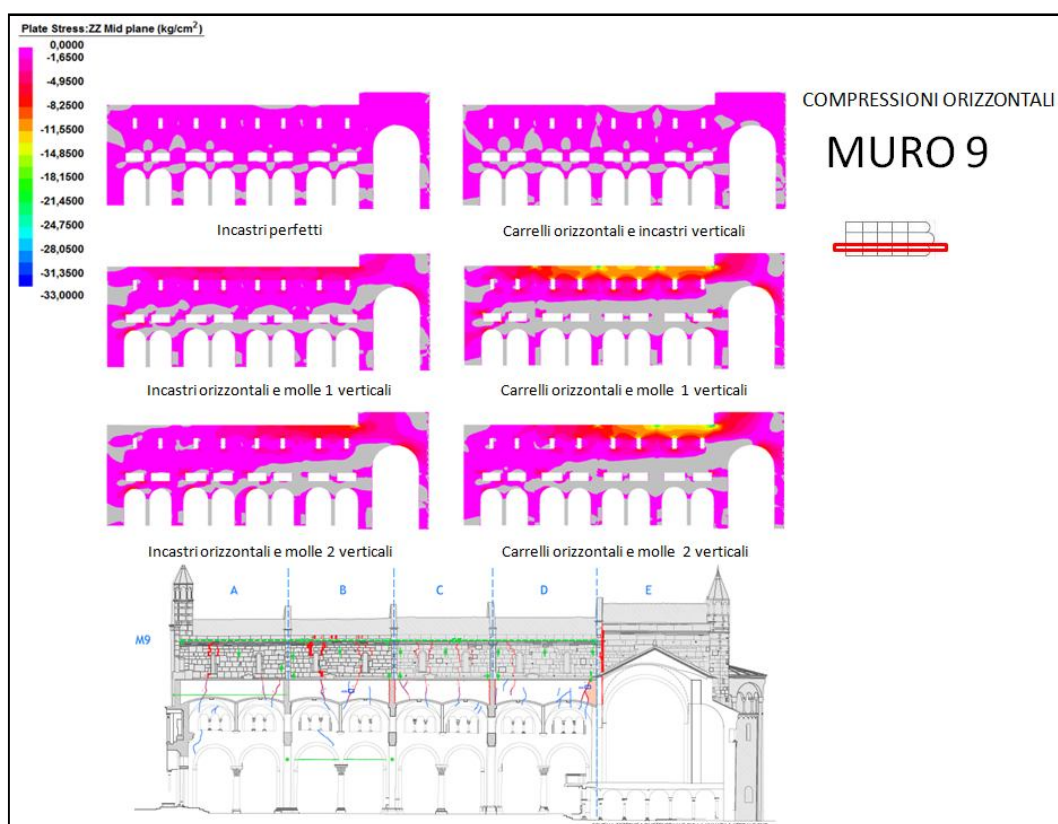 Plate Stress:ZZ Mid plane (kg/cm²)
0,0000
-1,6500
-4,9500
-8,2500
-11,5500
-14,8500
-18,1500
-21,4500
-24,7500
-28,0500
-31,3500
-33,0000
COMPRESSIONI ORIZZONTALI
MURO 9
Incastri perfetti
Carrelli orizzontali e incastri verticali
Incastri orizzontali e molle 1 verticali
Carrelli orizzontali e molle 1 verticali
Incastri orizzontali e molle 2 verticali
Carrelli orizzontali e molle 2 verticali
A B C D E
M9